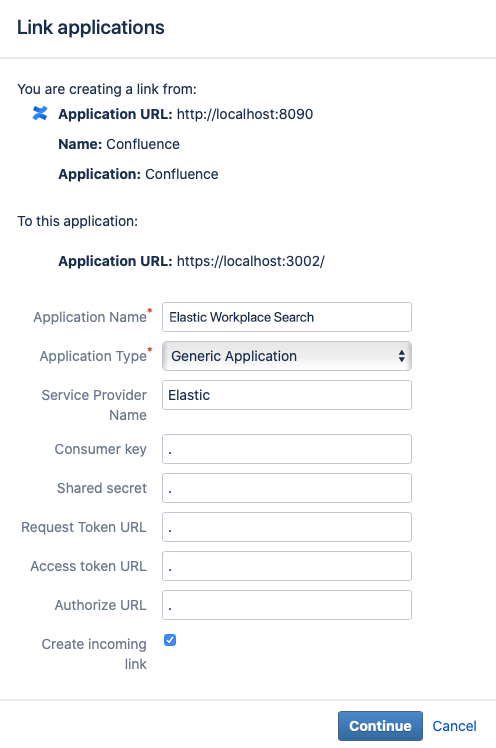 Link applications
You are creating a link from:
Application URL: http://localhost:8090
Name: Confluence
Application: Confluence
To this application:
Application URL: https://localhost:3002/
Application Name* Elastic Workplace Search
Application Type* Generic Application
Service Provider Elastic
Name
Consumer key .
Shared secret .
Request Token URL .
Access token URL .
Authorize URL .
Create incoming
link
Continue Cancel